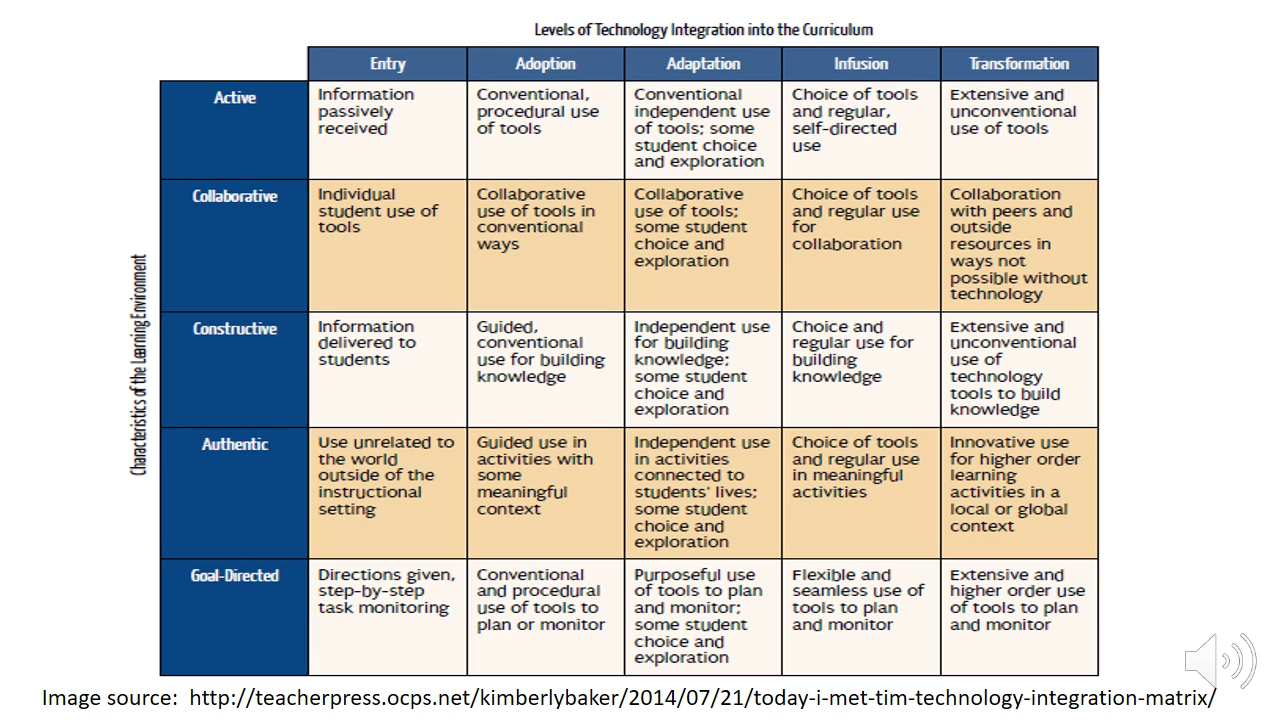 Levels of Technology Integration into the Curriculum
Entry
Adoption
Adaptation
Infusion
Transformation
Characteristics of the Learning Environment
Active
Information
passively
received
Conventional,
procedural use
of tools
Conventional
independent use
of tools; some
student choice
and exploration
Choice of tools
and regular,
self-directed
use
Extensive and
unconventional
use of tools
Collaborative
Individual
student use of
tools
Collaborative
use of tools in
conventional
ways
Collaborative
use of tools;
some student
choice and
exploration
Choice of tools
and regular use
for
collaboration
Collaboration
with peers and
outside
resources in
ways not
possible without
technology
Constructive
Information
delivered to
students
Guided,
conventional
use for building
knowledge
Independent use
for building
knowledge;
some student
choice and
exploration
Choice and
regular use for
building
knowledge
Extensive and
unconventional
use of
technology
tools to build
knowledge
Authentic
Use unrelated to
the world
outside of the
instructional
setting
Guided use in
activities with
some
meaningful
context
Independent use
in activities
connected to
students' lives;
some student
choice and
exploration
Choice of tools
and regular use
in meaningful
activities
Innovative use
for higher order
learning
activities in a
local or global
context
Goal-Directed
Directions given,
step-by-step
task monitoring
Conventional
and procedural
use of tools to
plan or monitor
Purposeful use
of tools to plan
and monitor;
some student
choice and
exploration
Flexible and
seamless use of
tools to plan
and monitor
Extensive and
higher order use
of tools to plan
and monitor
Image source:  http://teacherpress.ocps.net/kimberlybaker/2014/07/21/today-i-met-tim-technology-integration-matrix/